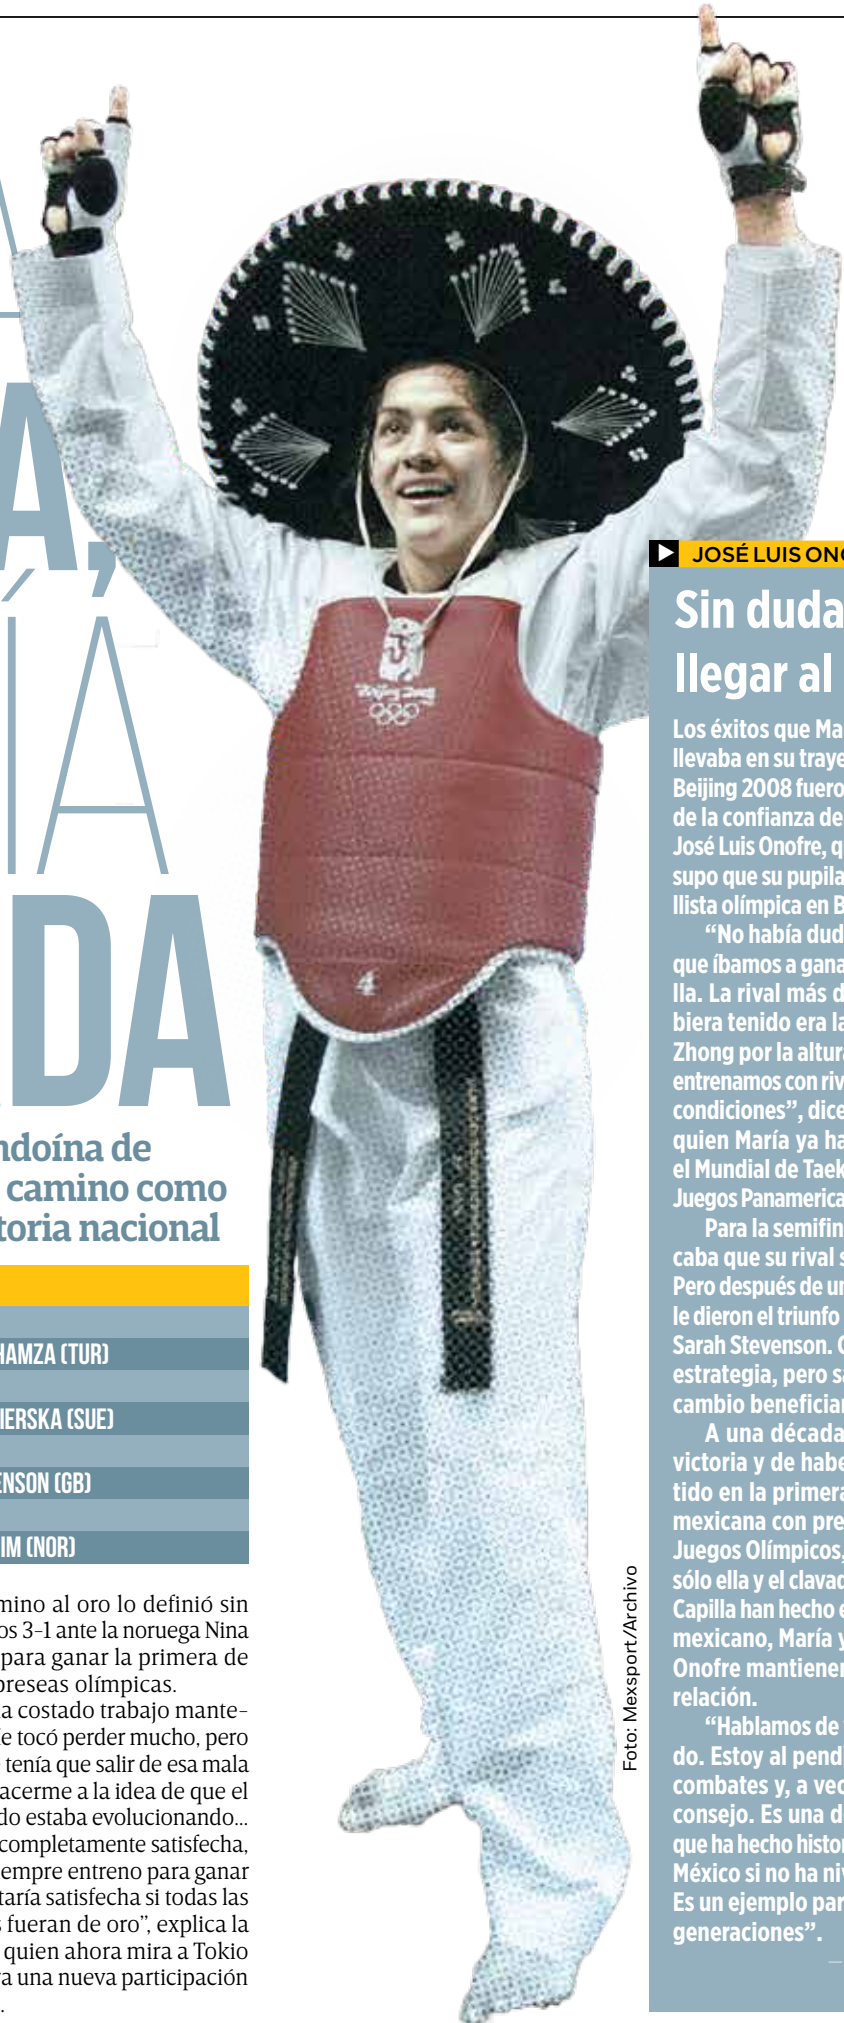 A
A,
ÍA
ADA
ndoína de
camino como
toria nacional
HAMZA (TUR)
IERSKA (SUE)
ENSON (GB)
IM (NOR)
mino al oro lo definió sin
os 3-1 ante la noruega Nina
para ganar la primera de
preseas olímpicas.
a costado trabajo mante-
e tocó perder mucho, pero
tenía que salir de esa mala
acerme a la idea de que el
do estaba evolucionando...
completamente satisfecha,
iempre entreno para ganar
taría satisfecha si todas las
s fueran de oro”, explica la
quien ahora mira a Tokio
a una nueva participación
.
Beijing 2008
4
Foto: Mexsport/Archivo
JOSÉ LUIS ONO
Sin duda
llegar al
Los éxitos que Ma
llevaba en su traye
Beijing 2008 fuero
de la confianza de
José Luis Onofre, q
supo que su pupila
llista olímpica en B
“No había dud
que íbamos a gana
lla. La rival más d
biera tenido era la
Zhong por la altura
entrenamos con riv
condiciones”, dice
quien María ya ha
el Mundial de Taek
Juegos Panamerica
Para la semifin
caba que su rival s
Pero después de un
le dieron el triunfo
Sarah Stevenson. C
estrategia, pero sa
cambio beneficiar
A una década
victoria y de habe
tido en la primera
mexicana con pre
Juegos Olímpicos,
sólo ella y el clavad
Capilla han hecho e
mexicano, María y
Onofre mantienen
relación.
“Hablamos de
do. Estoy al pendi
combates y, a vec
consejo. Es una d
que ha hecho histor
México si no ha niv
Es un ejemplo par
generaciones”.
—